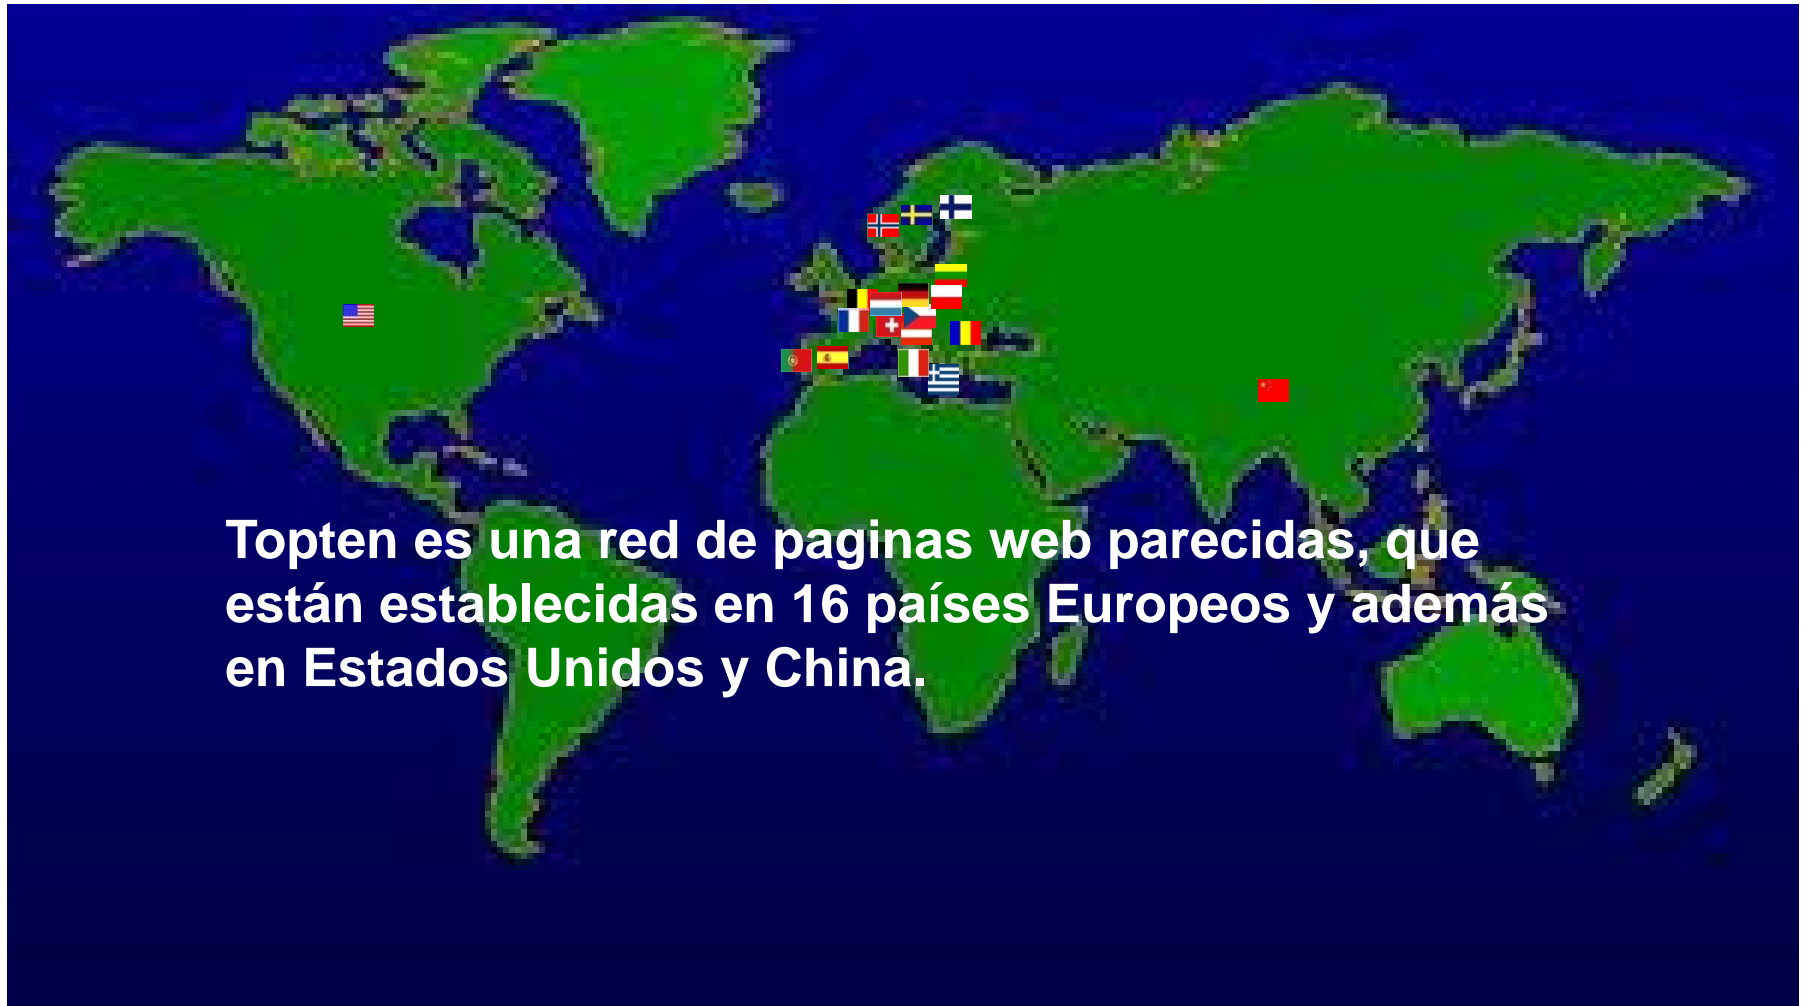 Topten es una red de paginas web parecidas, que
están establecidas en 16 países Europeos y además
en Estados Unidos y China.